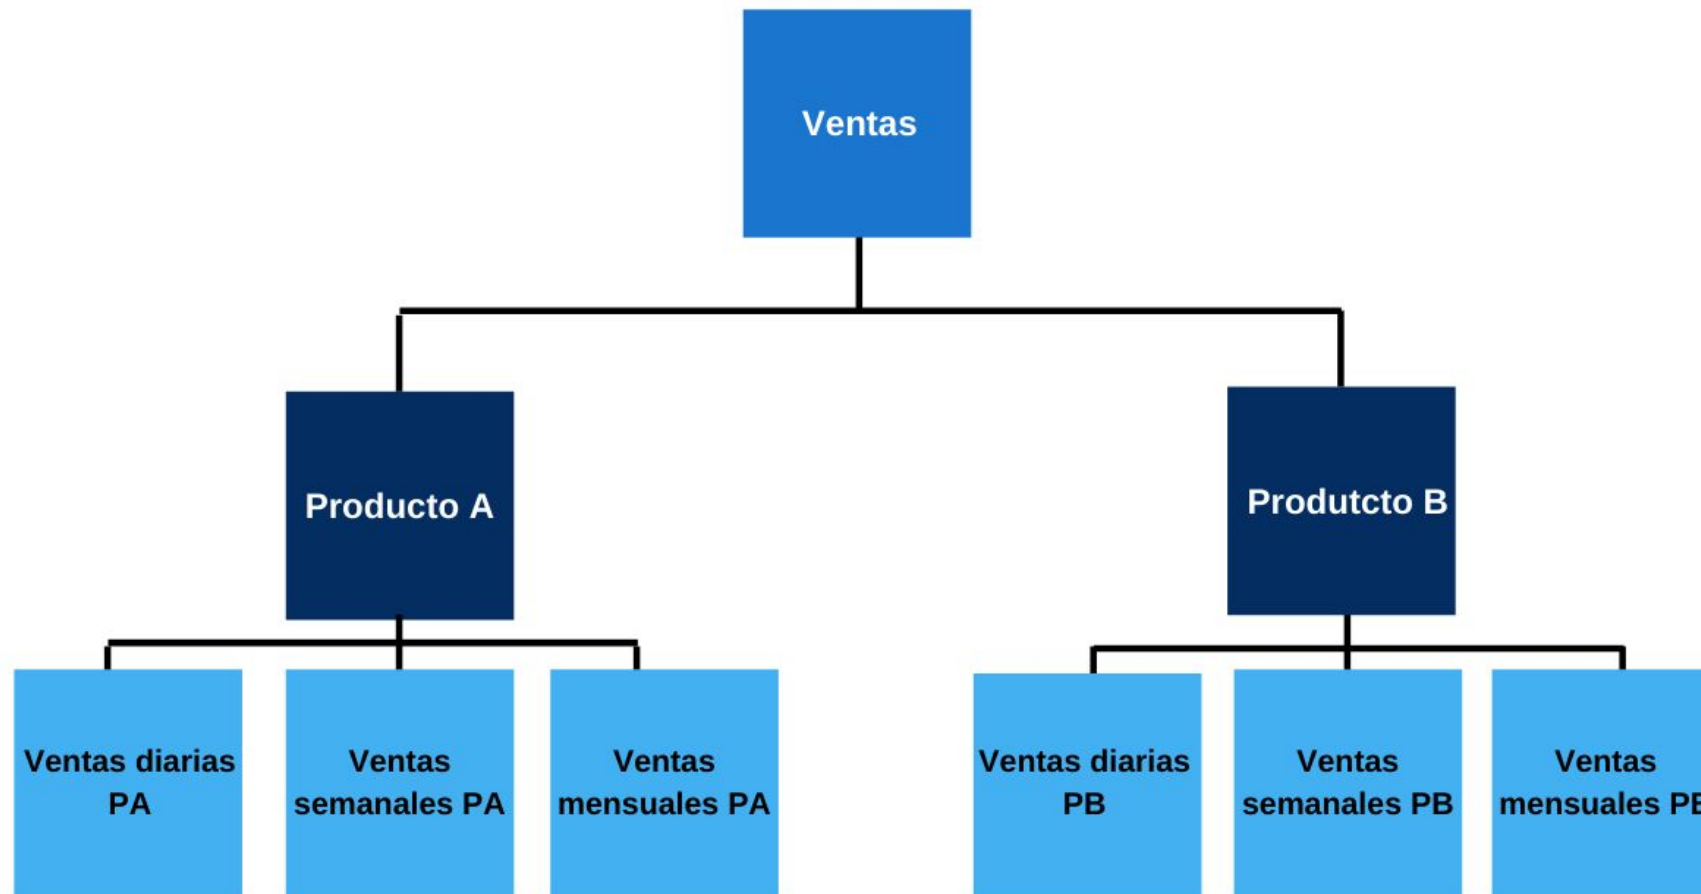 Ventas
Producto A
Produtcto B
Ventas diarias
PA
Ventas
semanales PA
Ventas
mensuales PA
Ventas diarias
PB
Ventas
semanales PB
Ventas
mensuales PB